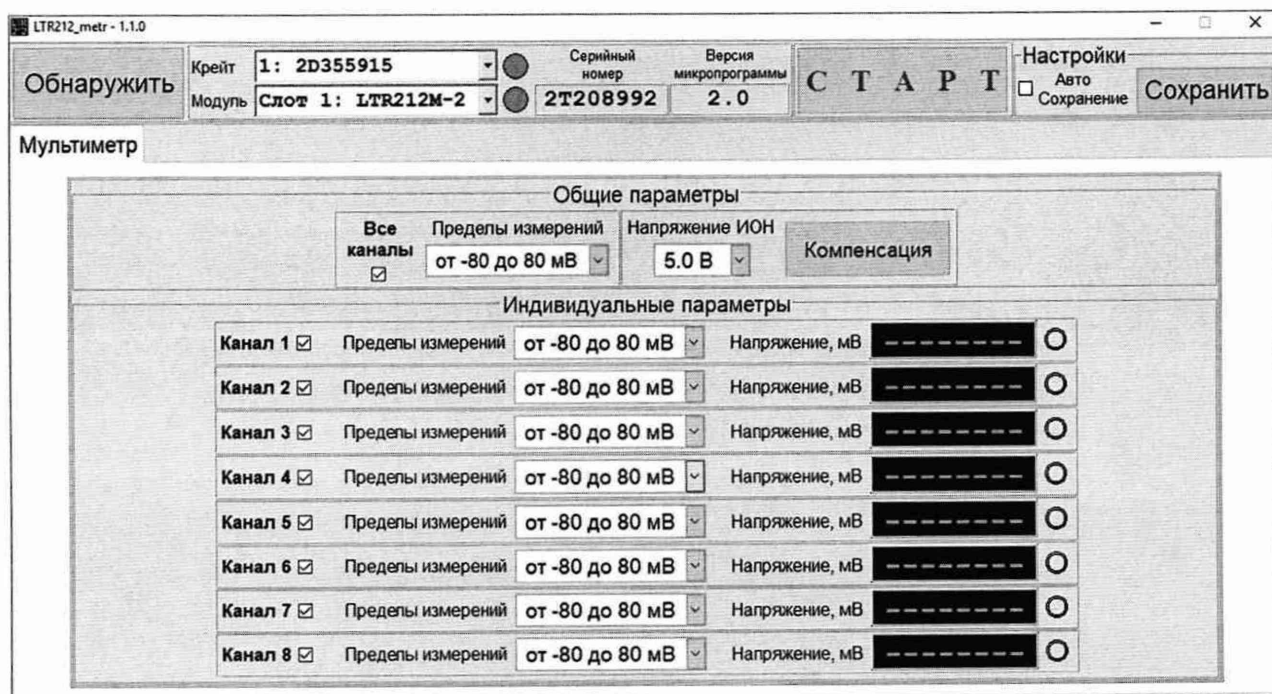 LTR212_metr - 1.1.0
Обнаружить
Крейт 1: 2D355915
Модуль Слот 1: LTR212M-2
Серийный номер
2T208992
Версия микропрограммы
2.0
СТАРТ
Настройки
Авто Сохранение
Сохранить
Мультиметр
Общие параметры
Все каналы
Пределы измерений
от -80 до 80 мВ
Напряжение ИОН
5.0 В
Компенсация
Индивидуальные параметры
Канал 1 Пределы измерений от -80 до 80 мВ Напряжение, мВ --------
Канал 2 Пределы измерений от -80 до 80 мВ Напряжение, мВ --------
Канал 3 Пределы измерений от -80 до 80 мВ Напряжение, мВ --------
Канал 4 Пределы измерений от -80 до 80 мВ Напряжение, мВ --------
Канал 5 Пределы измерений от -80 до 80 мВ Напряжение, мВ --------
Канал 6 Пределы измерений от -80 до 80 мВ Напряжение, мВ --------
Канал 7 Пределы измерений от -80 до 80 мВ Напряжение, мВ --------
Канал 8 Пределы измерений от -80 до 80 мВ Напряжение, мВ --------